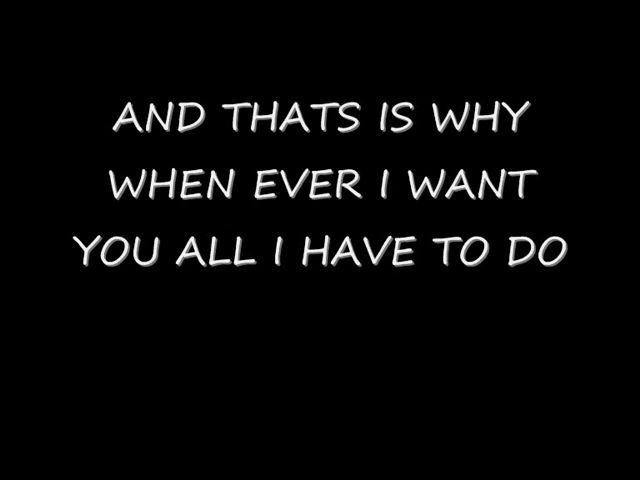 AND THATS IS WHY
WHEN EVER I WANT
YOU ALL I HAVE TO DO